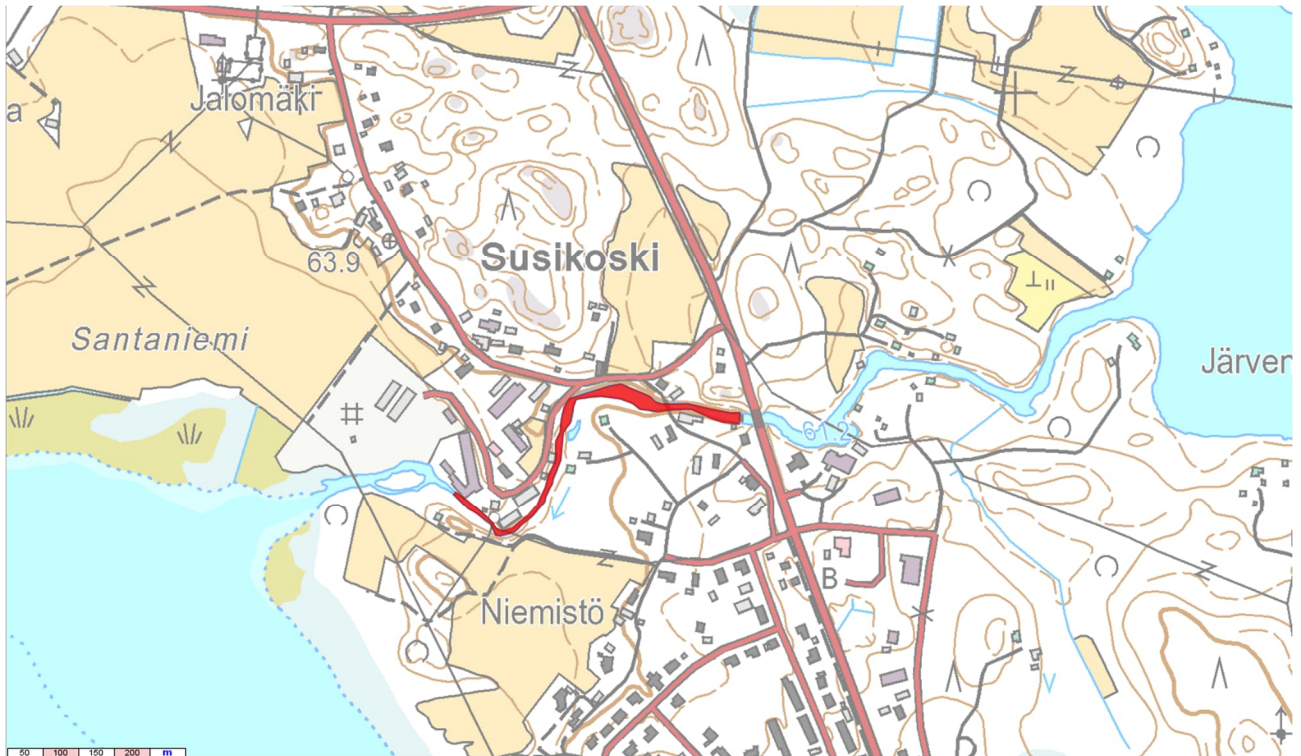 Jalomäki
a
63.9
Susikoski
Santaniemi
Järven
61.2
Niemistö
B
50 100 150 200 m